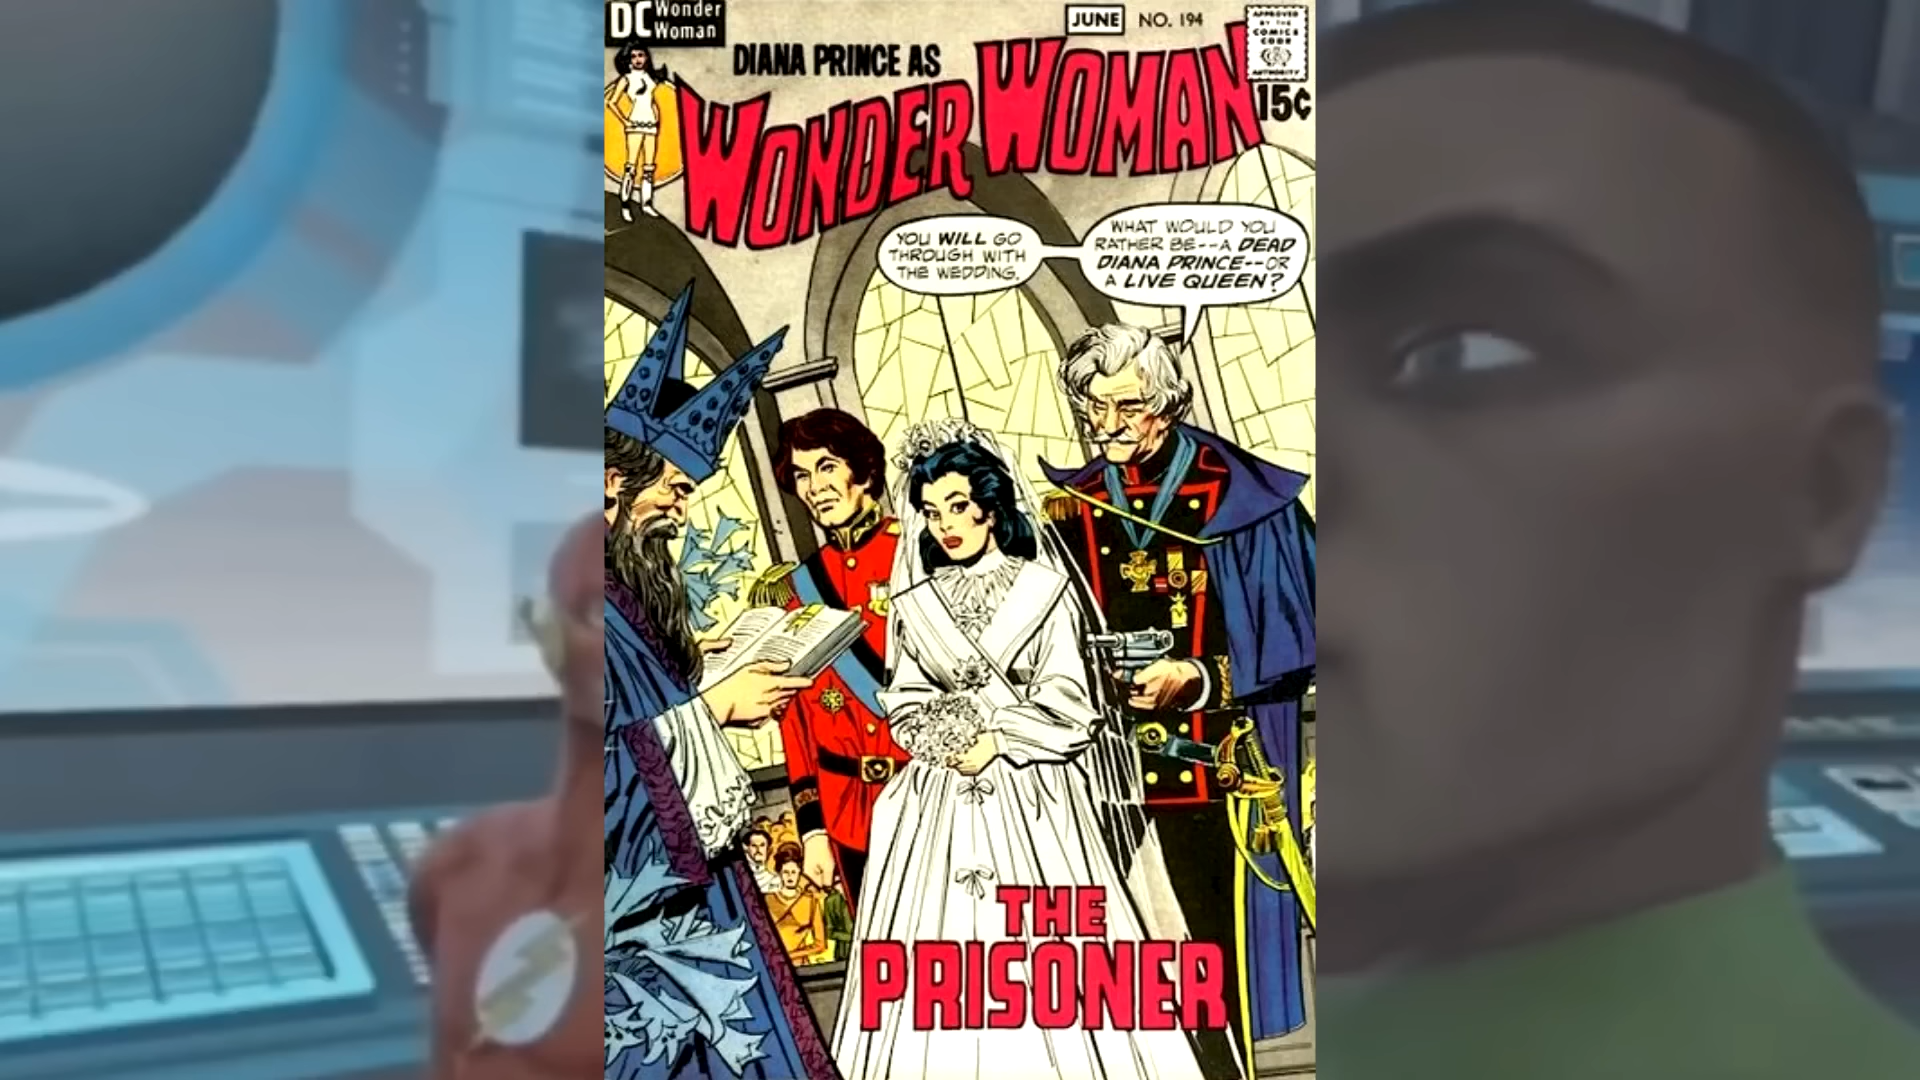 DC Wonder
Woman
JUNE NO. 194
APPROVED
BY THE
COMICS
CODE
AUTHORITY
DIANA PRINCE AS
WONDER WOMAN
15¢
YOU WILL GO
THROUGH WITH
THE WEDDING.
WHAT WOULD YOU
RATHER BE--A DEAD
DIANA PRINCE--OR
A LIVE QUEEN?
THE
PRISONER